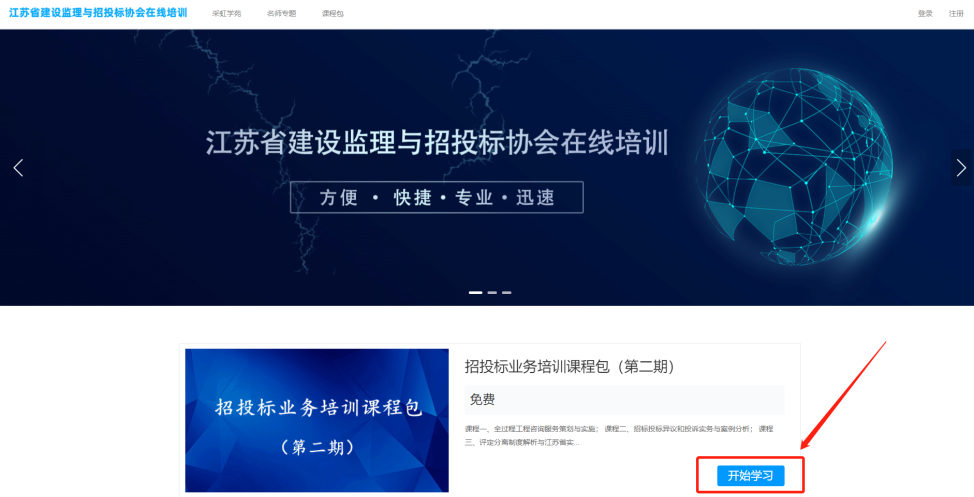 江苏省建设监理与招投标协会在线培训 采虹学苑 名师专题 课程包 登录 注册
江苏省建设监理与招投标协会在线培训
方便 · 快捷 · 专业 · 迅速
招投标业务培训课程包
（第二期）
招投标业务培训课程包（第二期）
免费
课程一、全过程工程咨询服务策划与实施； 课程二、招标投标异议和投诉实务与案例分析； 课程
三、评定分离制度解析与江苏省实...
开始学习